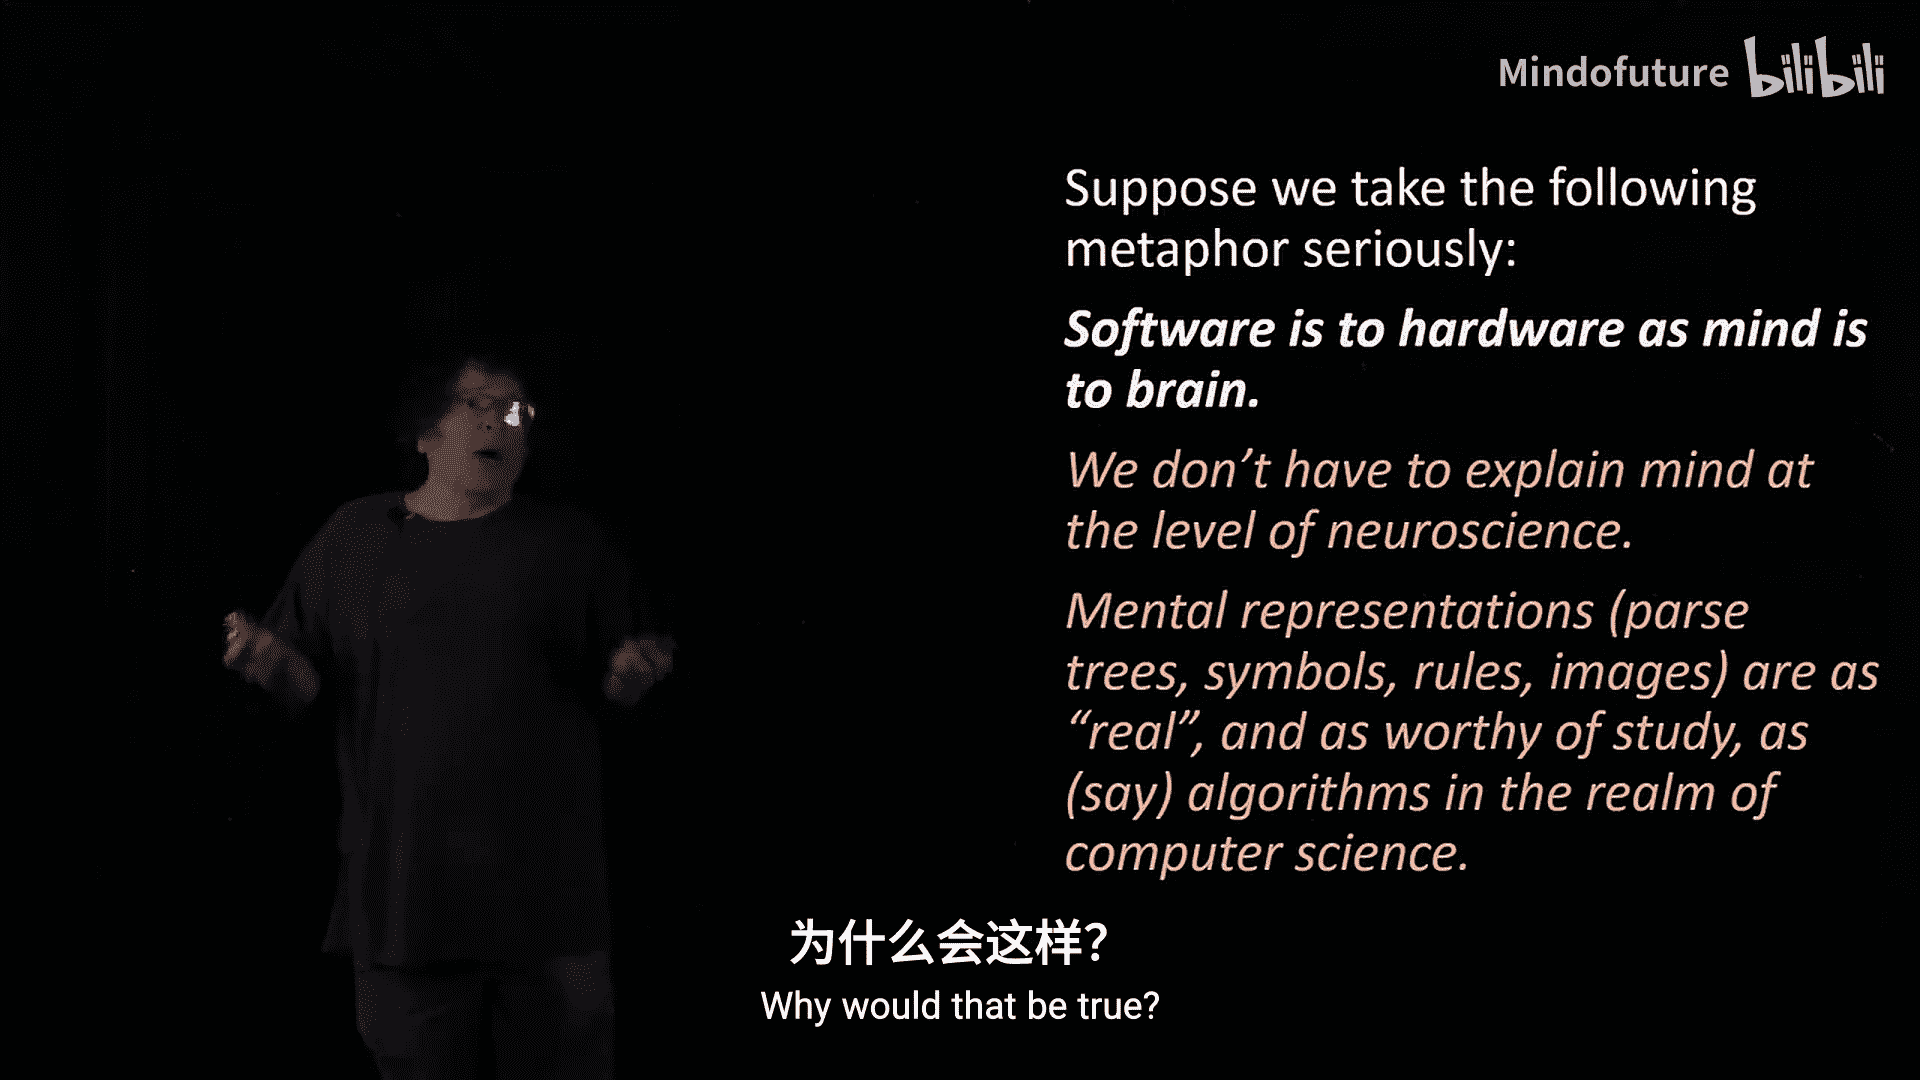 Mindofuture bilibili
Suppose we take the following
metaphor seriously:
Software is to hardware as mind is
to brain.
We don’t have to explain mind at
the level of neuroscience.
Mental representations (parse
trees, symbols, rules, images) are as
“real”, and as worthy of study, as
(say) algorithms in the realm of
computer science.
为什么会这样?
Why would that be true?